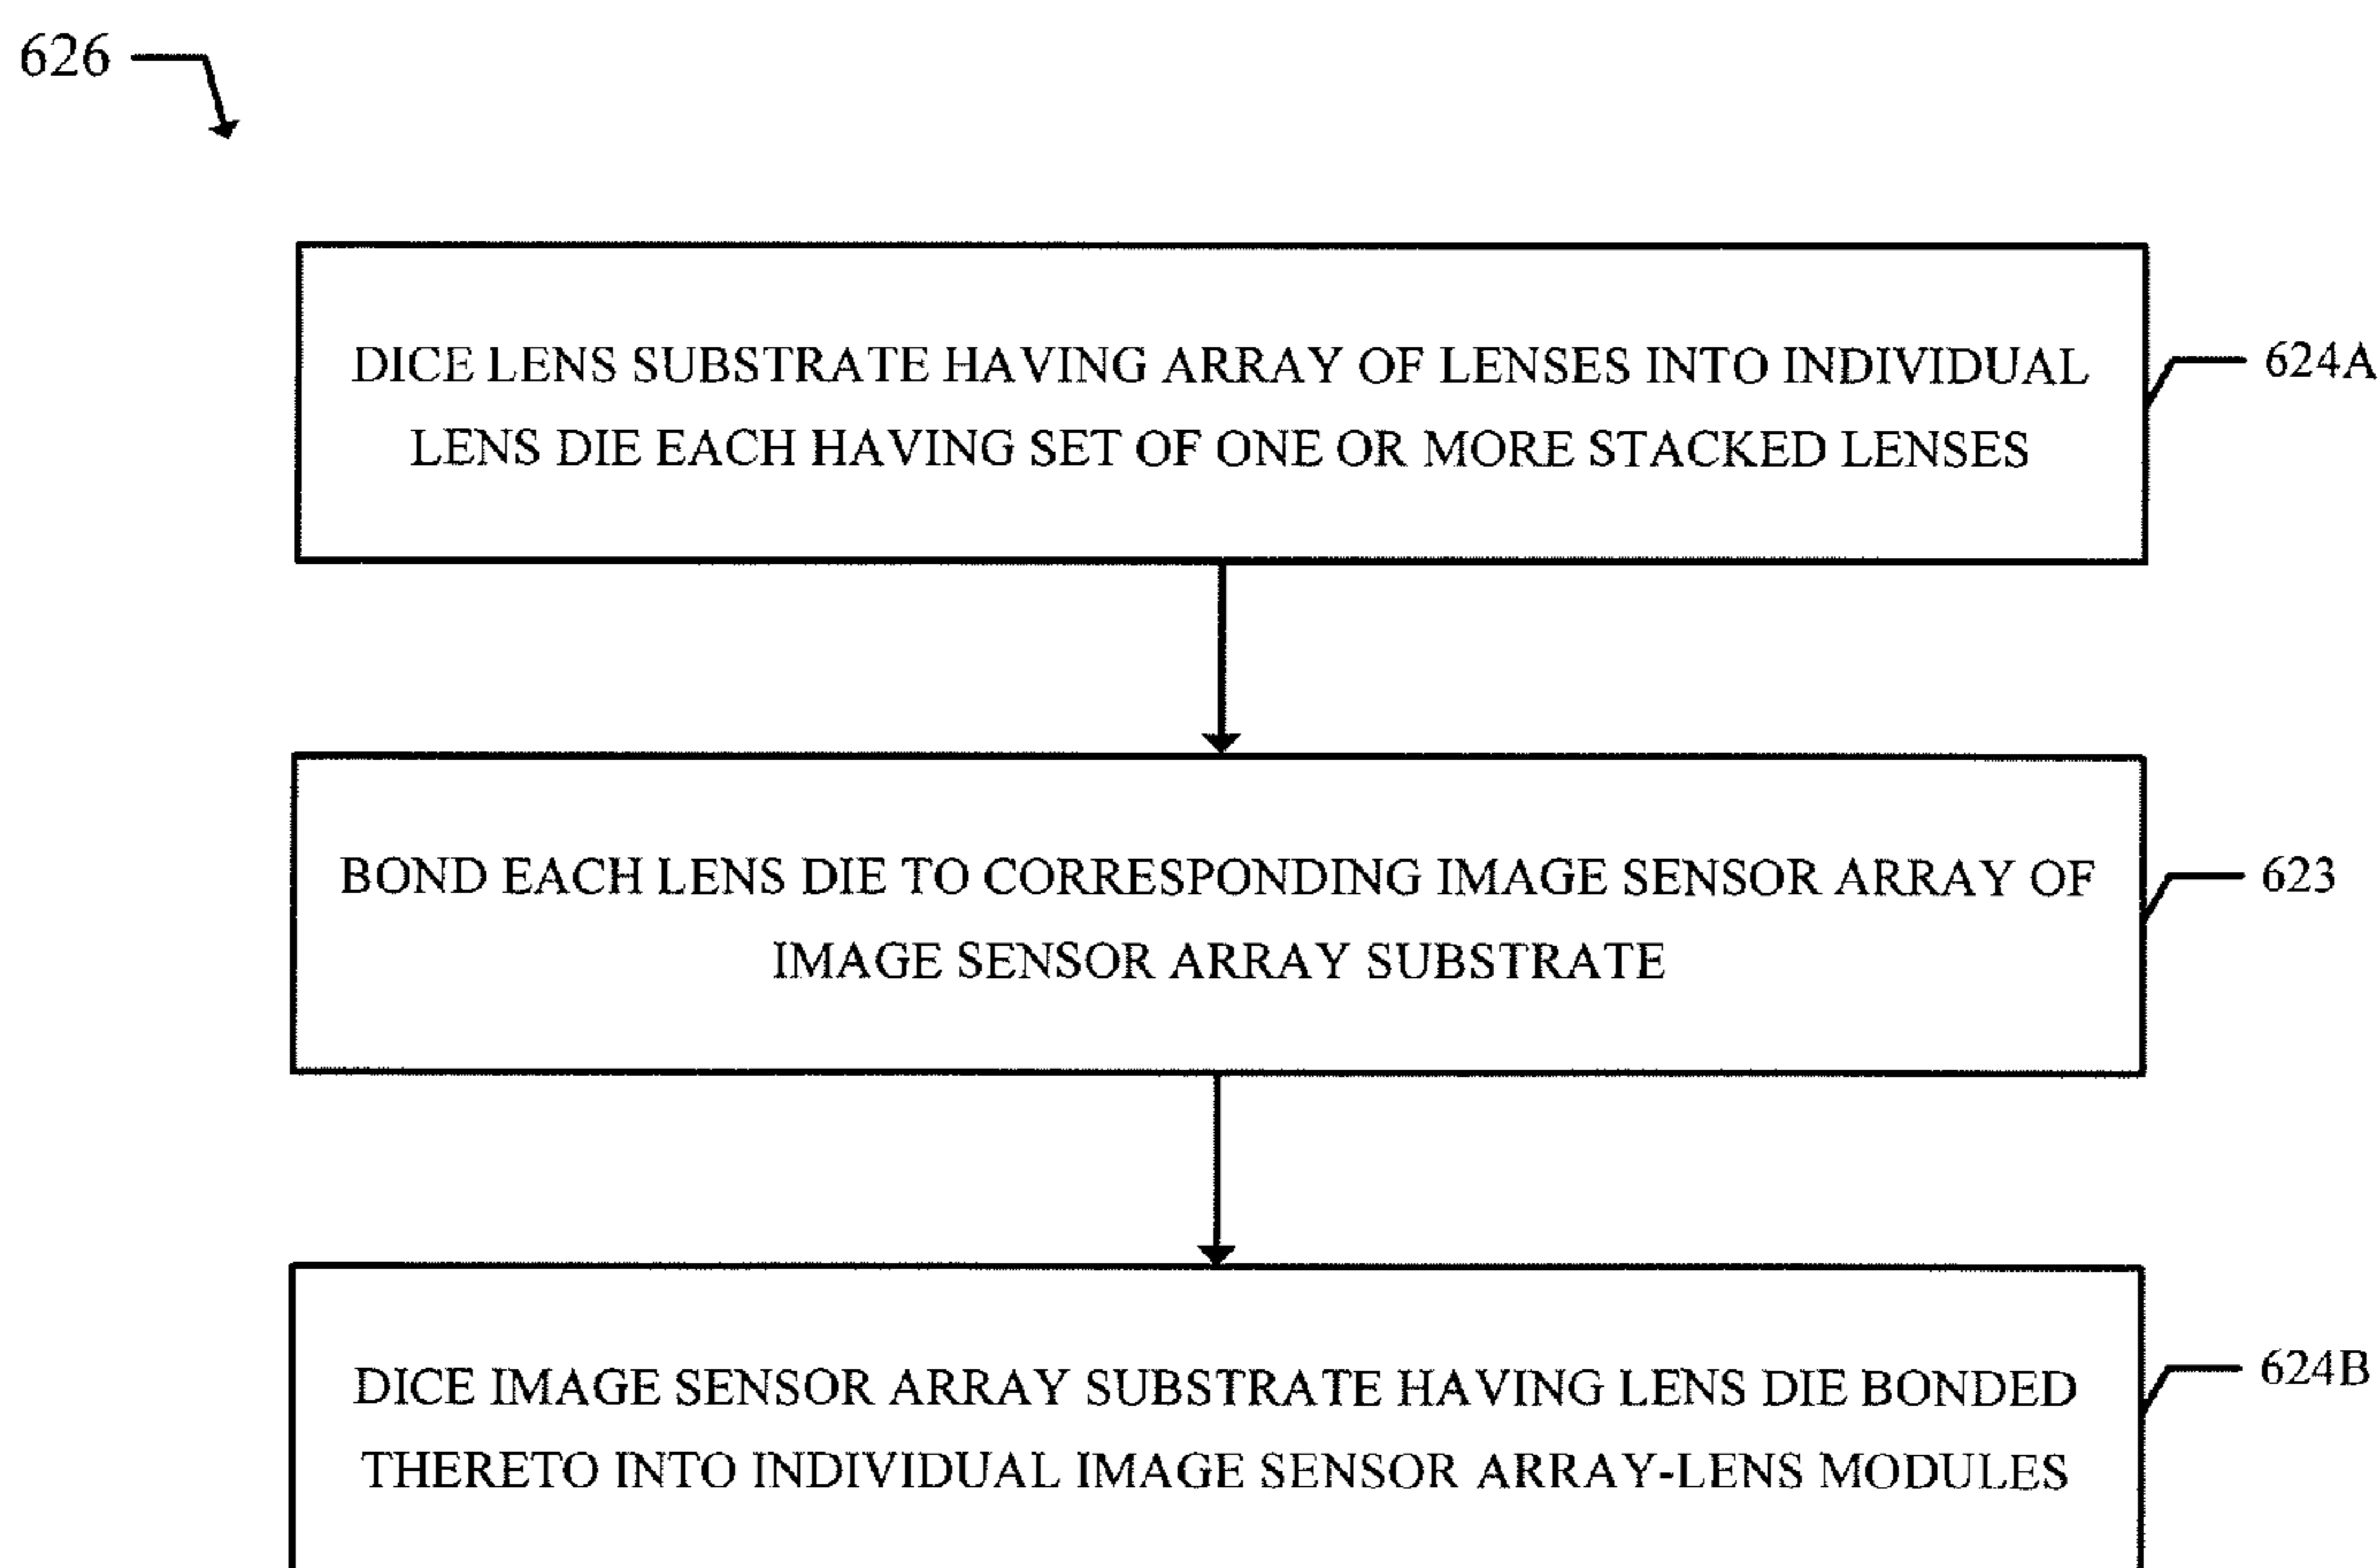 626
DICE LENS SUBSTRATE HAVING ARRAY OF LENSES INTO INDIVIDUAL
LENS DIE EACH HAVING SET OF ONE OR MORE STACKED LENSES
624A
BOND EACH LENS DIE TO CORRESPONDING IMAGE SENSOR ARRAY OF
IMAGE SENSOR ARRAY SUBSTRATE
623
DICE IMAGE SENSOR ARRAY SUBSTRATE HAVING LENS DIE BONDED
THERETO INTO INDIVIDUAL IMAGE SENSOR ARRAY-LENS MODULES
624B